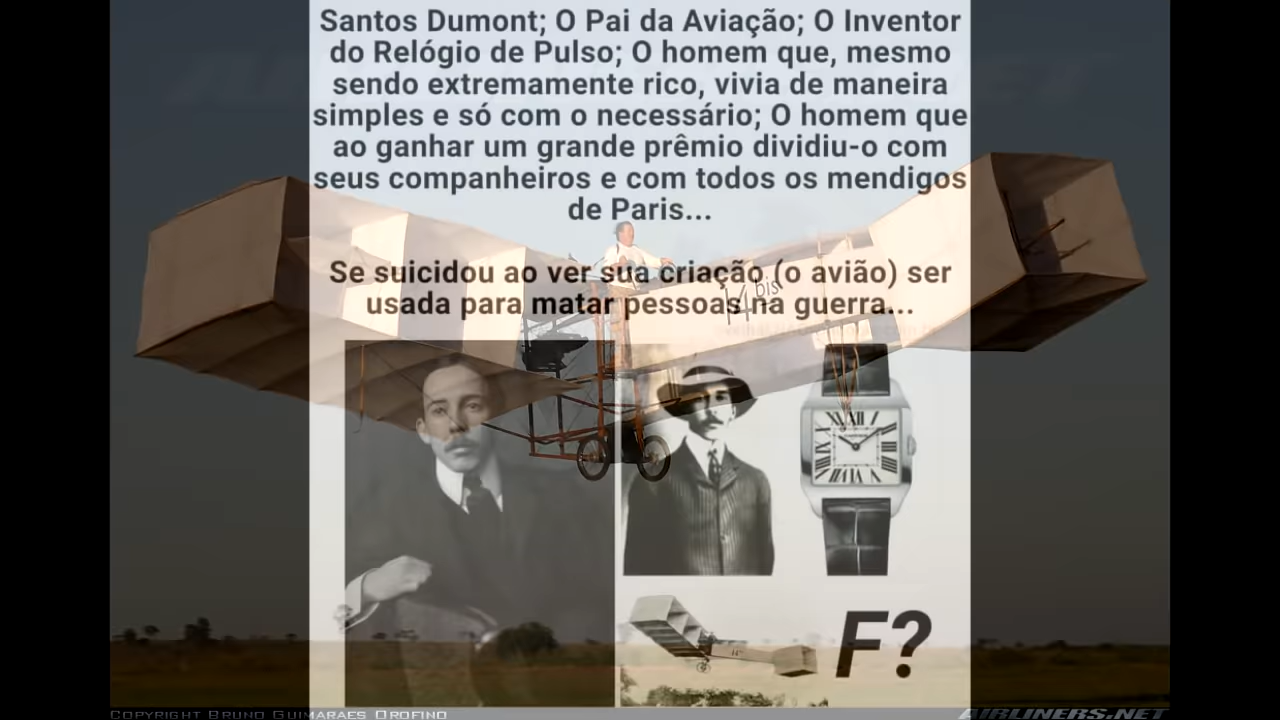 Santos Dumont; O Pai da Aviação; O Inventor
do Relógio de Pulso; O homem que, mesmo
sendo extremamente rico, vivia de maneira
simples e só com o necessário; O homem que
ao ganhar um grande prêmio dividiu-o com
seus companheiros e com todos os mendigos
de Paris...
Se suicidou ao ver sua criação (o avião) ser
usada para matar pessoas na guerra...
14 bis
F?
COPYRIGHT BRUNO GUIMARAES OROFINO
AIRLINERS.NET